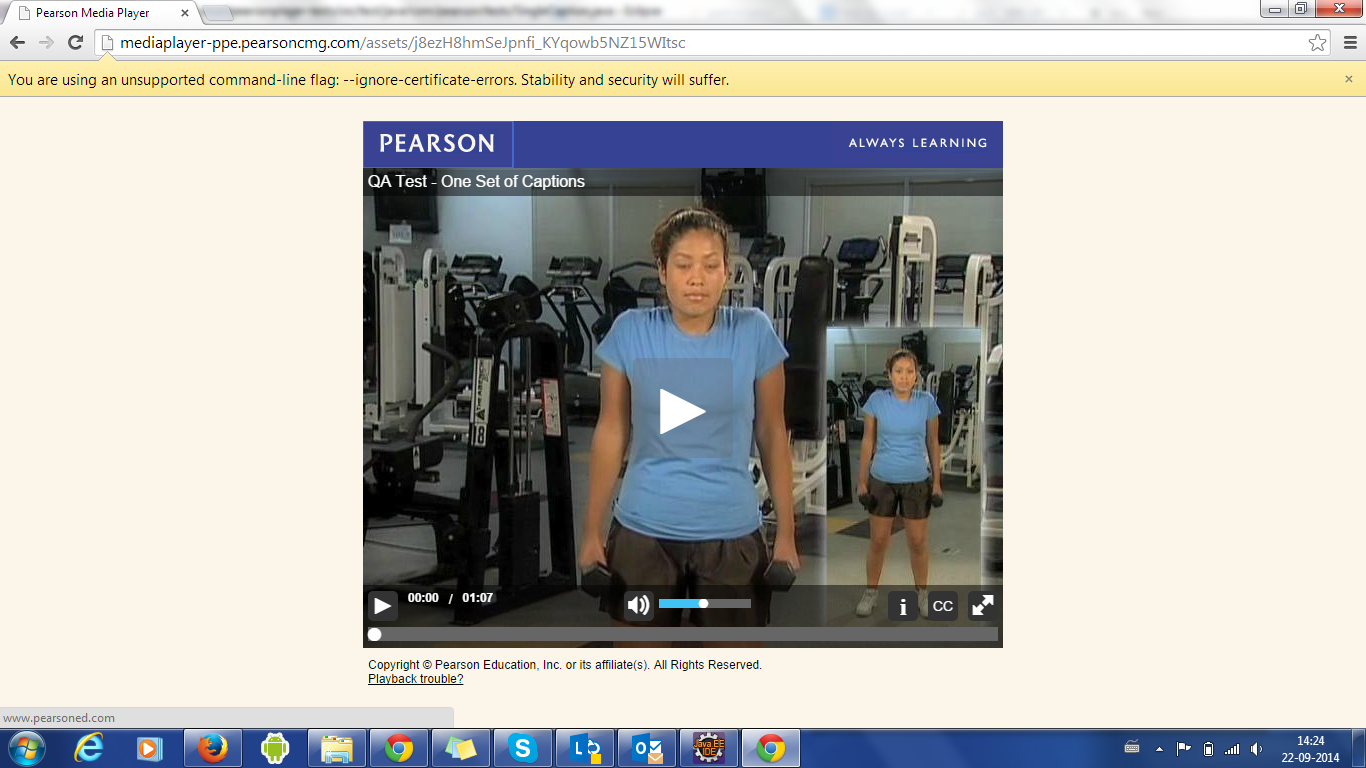 Pearson Media Player
mediaplayer-ppe.pearsoncmg.com/assets/j8ezH8hmSeJpnfi_KYqowb5NZ15WItsc
You are using an unsupported command-line flag: --ignore-certificate-errors. Stability and security will suffer.
PEARSON
ALWAYS LEARNING
QA Test - One Set of Captions
18
00:00 / 01:07
i
CC
Copyright © Pearson Education, Inc. or its affiliate(s). All Rights Reserved.
Playback trouble?
www.pearsoned.com
Java EE
IDE
14:24
22-09-2014